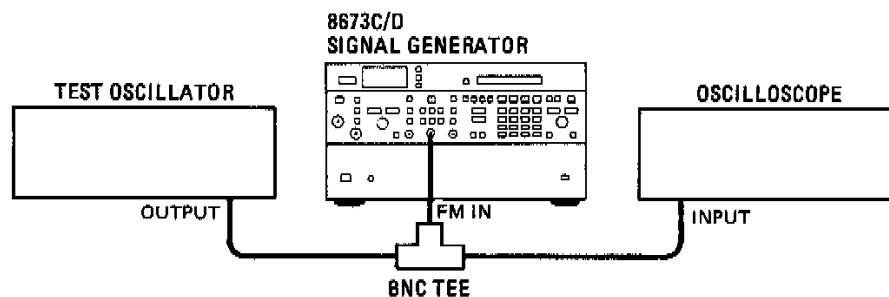 8673C/D
SIGNAL GENERATOR
TEST OSCILLATOR
OSCILLOSCOPE
OUTPUT
FM IN
INPUT
BNC TEE